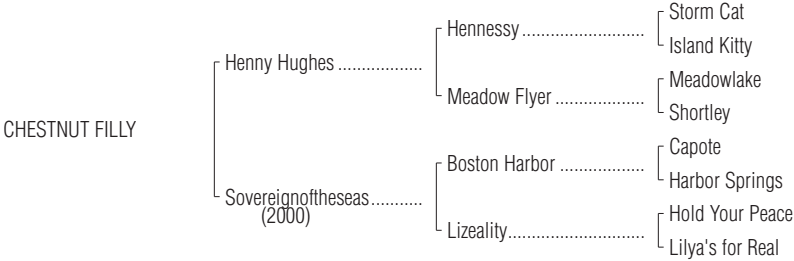 Storm Cat
Hennessy ........................
Island Kitty
Henny Hughes .................
Meadowlake
Meadow Flyer ..................
Shortley
CHESTNUT FILLY
Capote
Boston Harbor .................
Harbor Springs
Sovereignoftheseas..........
(2000)
Hold Your Peace
Lizeality...........................
Lilya's for Real